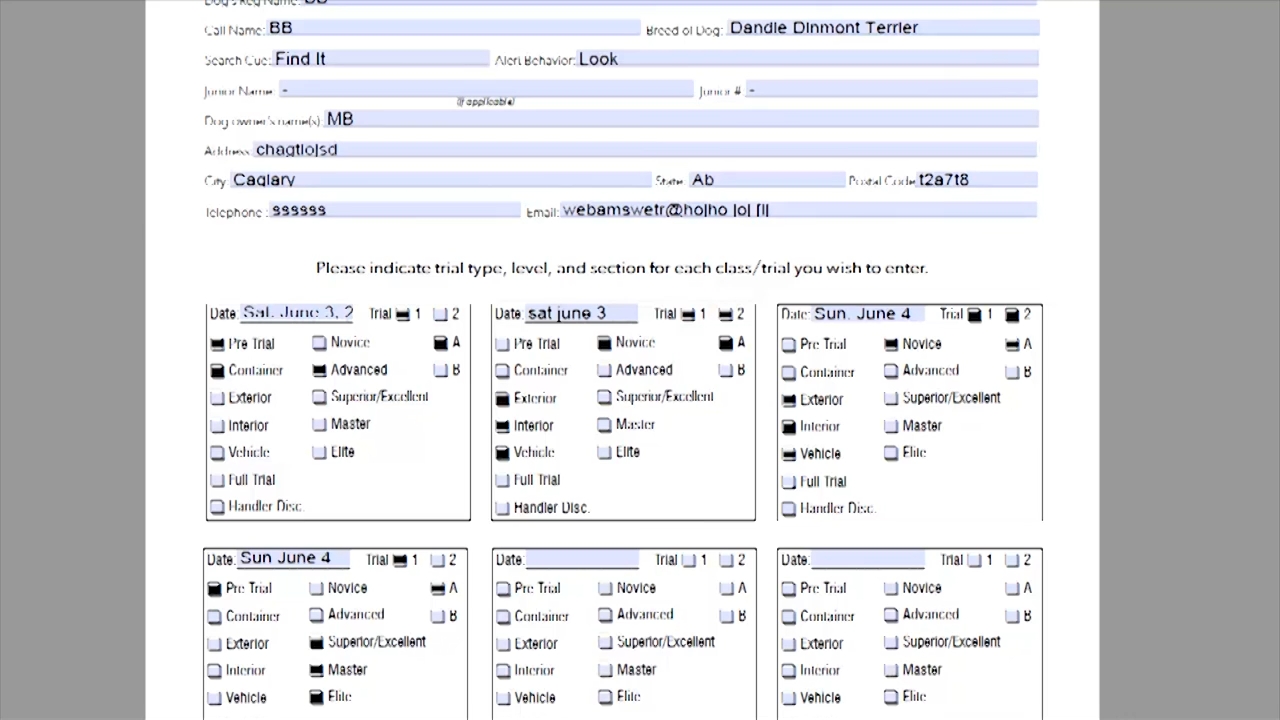 Dog's Reg Name: BB
Call Name: BB Breed of Dog: Dandie Dinmont Terrier
Search Cue: Find It Alert Behavior: Look
Junior Name: - Junior # -
(if applicable)
Dog owner's name(s): MB
Address: chagtlo|sd
City: Caglary State: Ab Postal Code: t2a7t8
Telephone: ssssss Email: webamswetr@ho|ho |o| [l|
Please indicate trial type, level, and section for each class/trial you wish to enter.
Date: Sat. June 3, 2 Trial 1 2 Date: sat june 3 Trial 1 2 Date: Sun. June 4 Trial 1 2
Pre Trial Novice A Pre Trial Novice A Pre Trial Novice A
Container Advanced B Container Advanced B Container Advanced B
Exterior Superior/Excellent Exterior Superior/Excellent Exterior Superior/Excellent
Interior Master Interior Master Interior Master
Vehicle Elite Vehicle Elite Vehicle Elite
Full Trial Full Trial Full Trial
Handler Disc. Handler Disc. Handler Disc.
Date: Sun June 4 Trial 1 2 Date: Trial 1 2 Date: Trial 1 2
Pre Trial Novice A Pre Trial Novice A Pre Trial Novice A
Container Advanced B Container Advanced B Container Advanced B
Exterior Superior/Excellent Exterior Superior/Excellent Exterior Superior/Excellent
Interior Master Interior Master Interior Master
Vehicle Elite Vehicle Elite Vehicle Elite